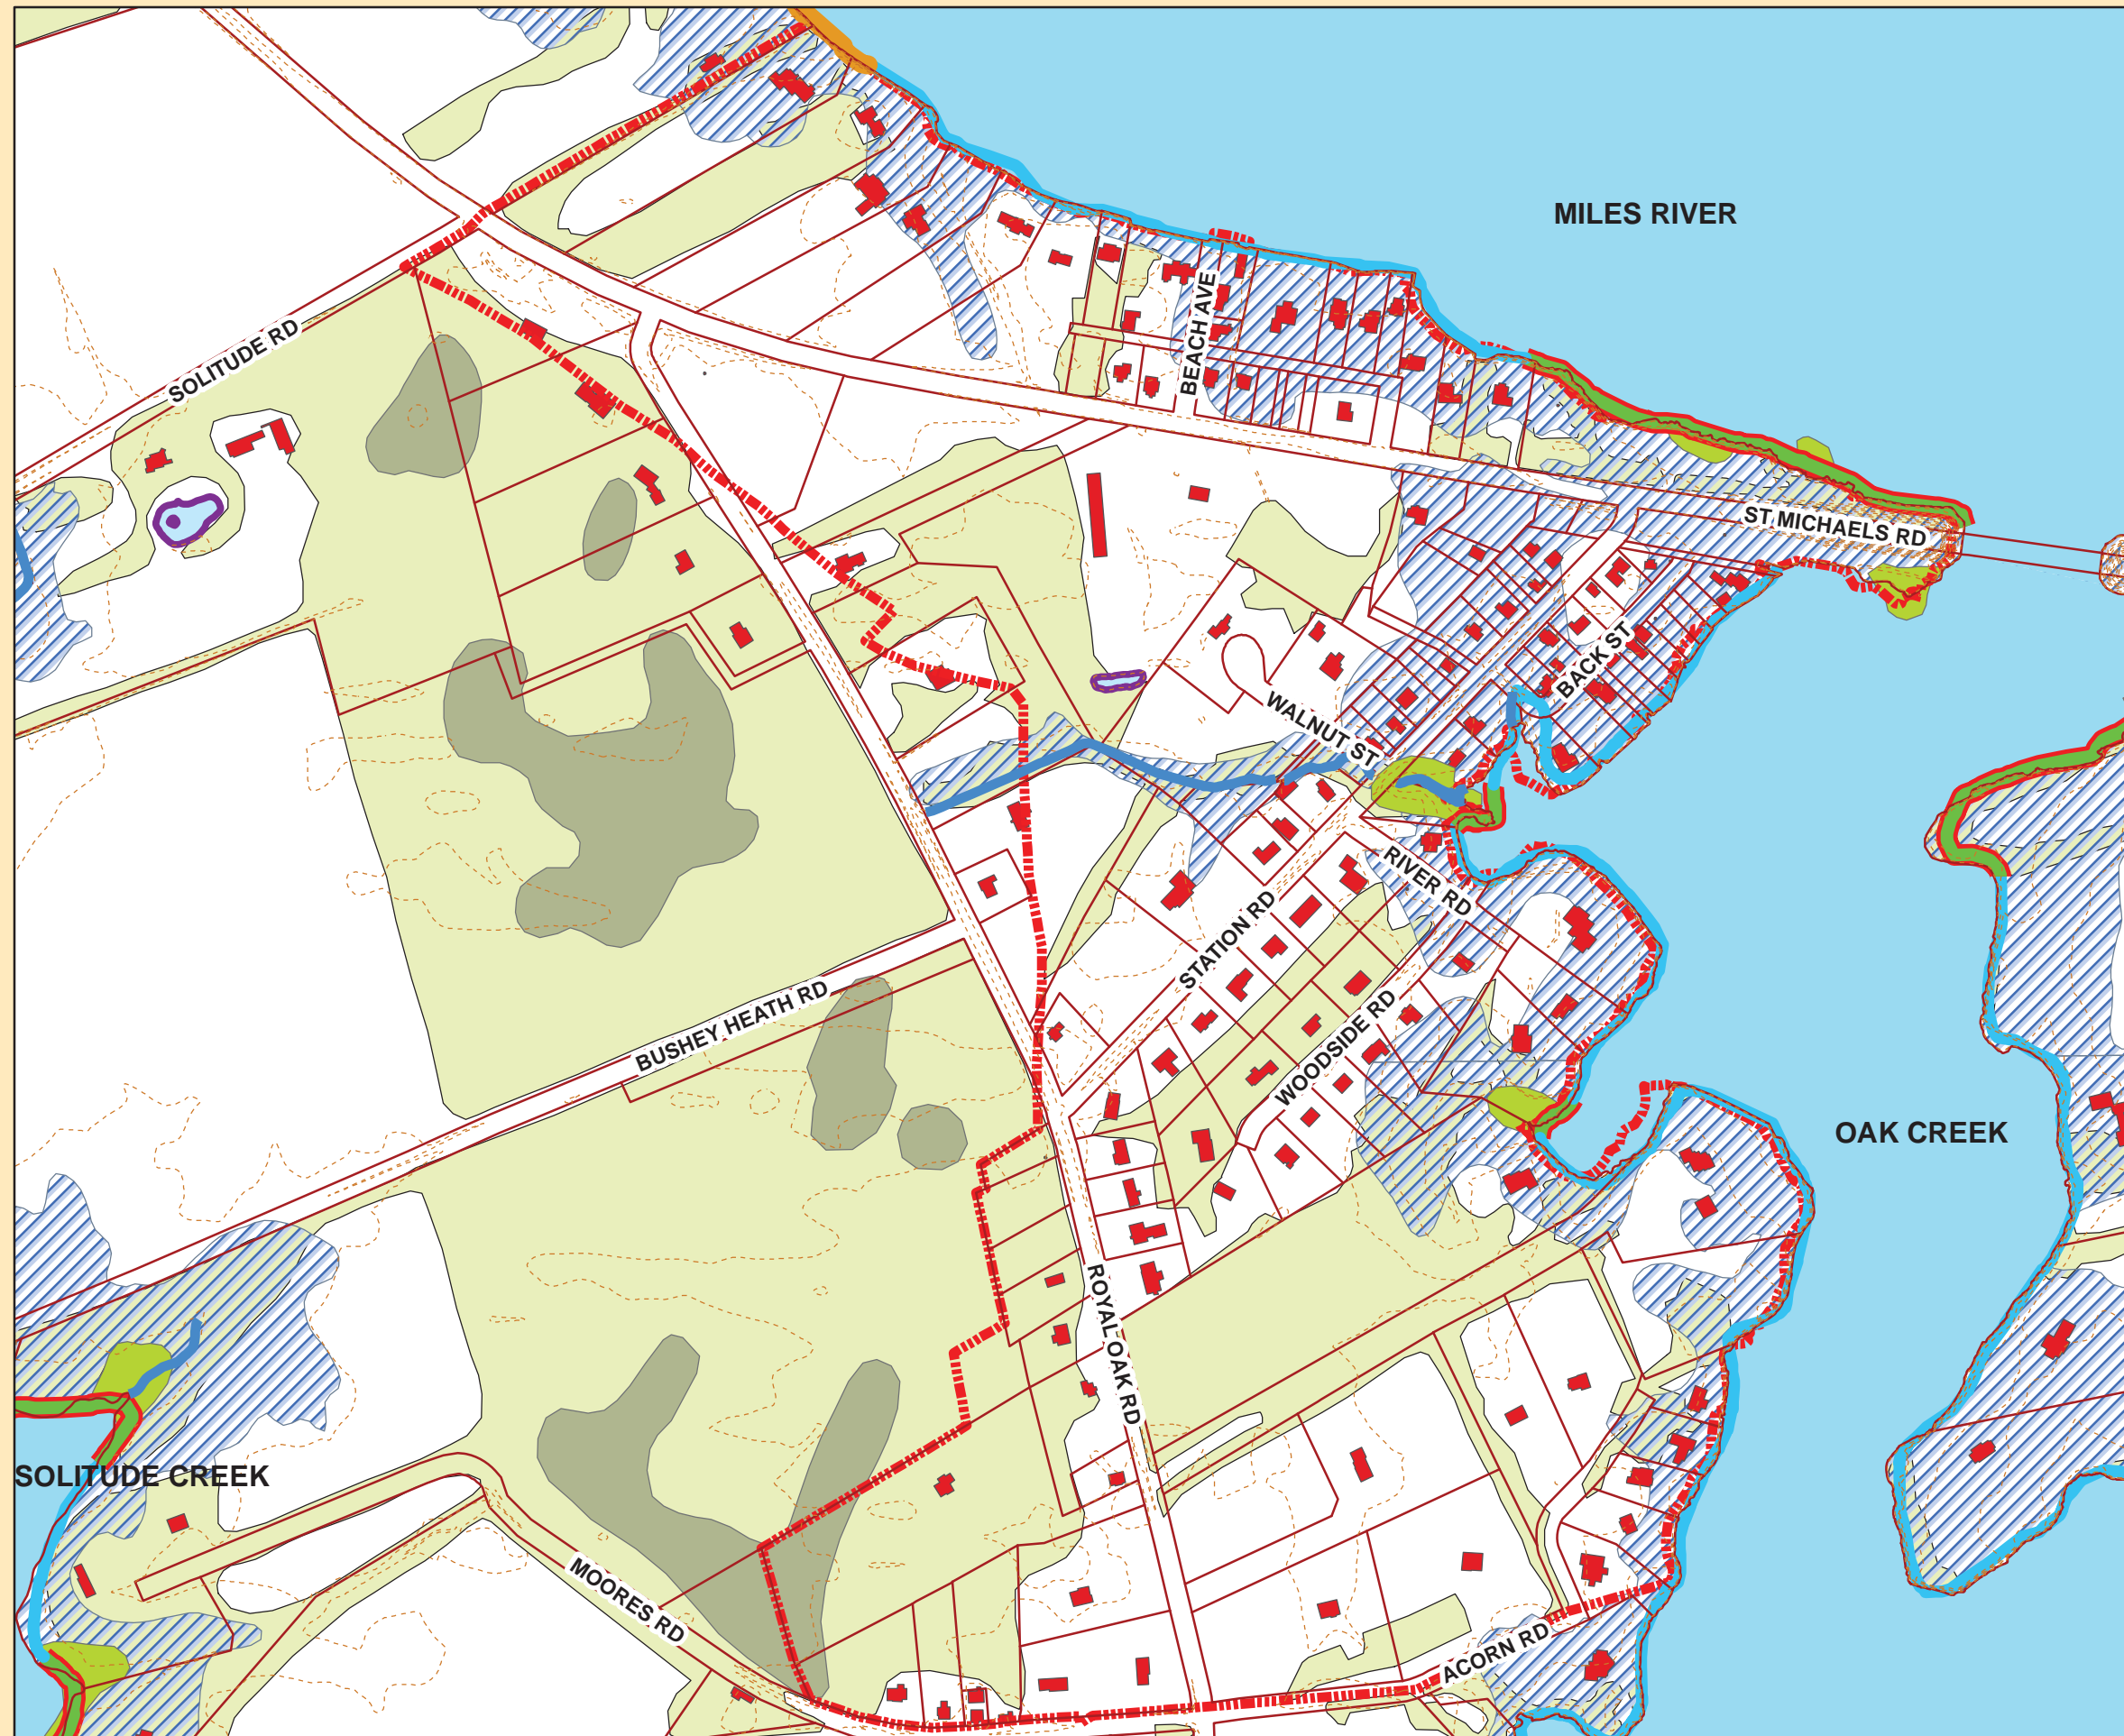 MILES RIVER
SOLITUDE RD
BEACH AVE
ST MICHAELS RD
BACK ST
WALNUT ST
RIVER RD
STATION RD
BUSHEY HEATH RD
WOODSIDE RD
OAK CREEK
ROYAL OAK RD
SOLITUDE CREEK
MOORES RD
ACORN RD